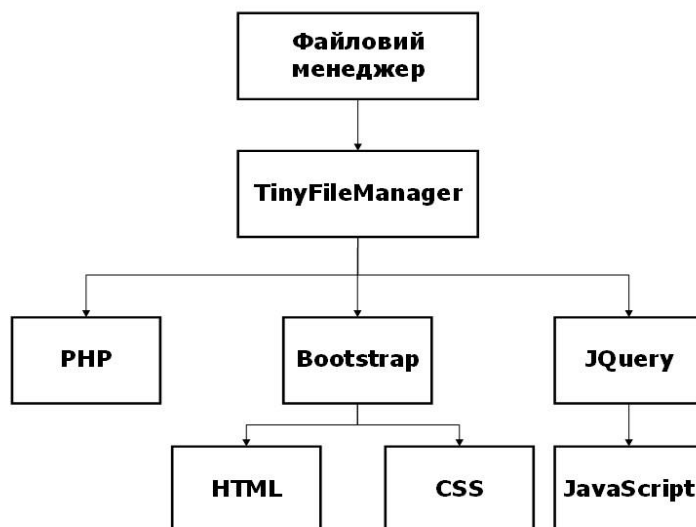 Файловий
менеджер
TinyFileManager
PHP
Bootstrap
JQuery
HTML
CSS
JavaScript